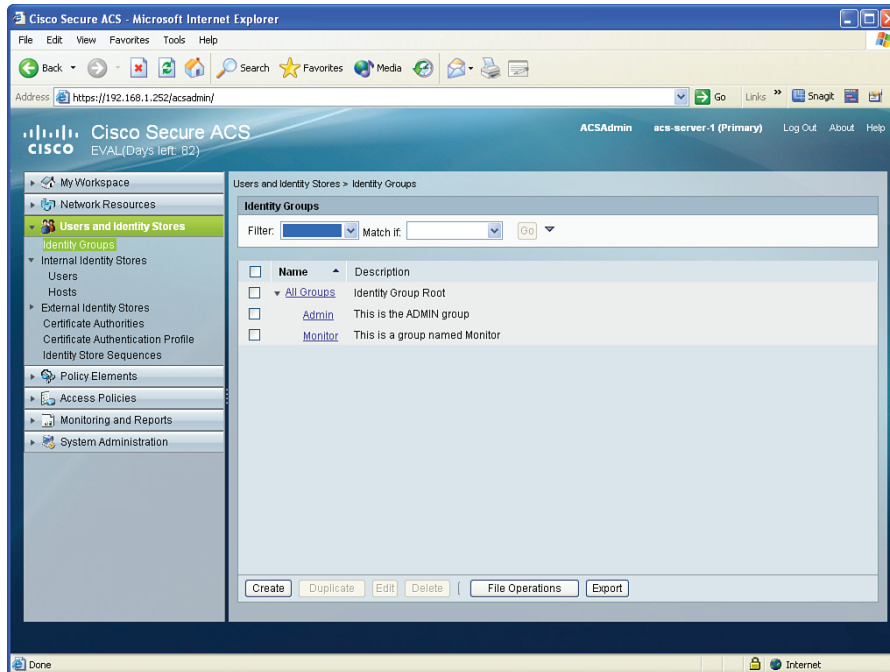 Cisco Secure ACS - Microsoft Internet Explorer
File Edit View Favorites Tools Help
Back Search Favorites Media
Address https://192.168.1.252/acsadmin/ Go Links » Snagit
CISCO Cisco Secure ACS
EVAL(Days left: 82)
ACSAdmin acs-server-1 (Primary) Log Out About Help
My Workspace
Network Resources
Users and Identity Stores
Identity Groups
Internal Identity Stores
Users
Hosts
External Identity Stores
Certificate Authorities
Certificate Authentication Profile
Identity Store Sequences
Policy Elements
Access Policies
Monitoring and Reports
System Administration
Users and Identity Stores > Identity Groups
Identity Groups
Filter: Match if: Go
Name Description
All Groups Identity Group Root
Admin This is the ADMIN group
Monitor This is a group named Monitor
Create Duplicate Edit Delete | File Operations Export
Done Internet